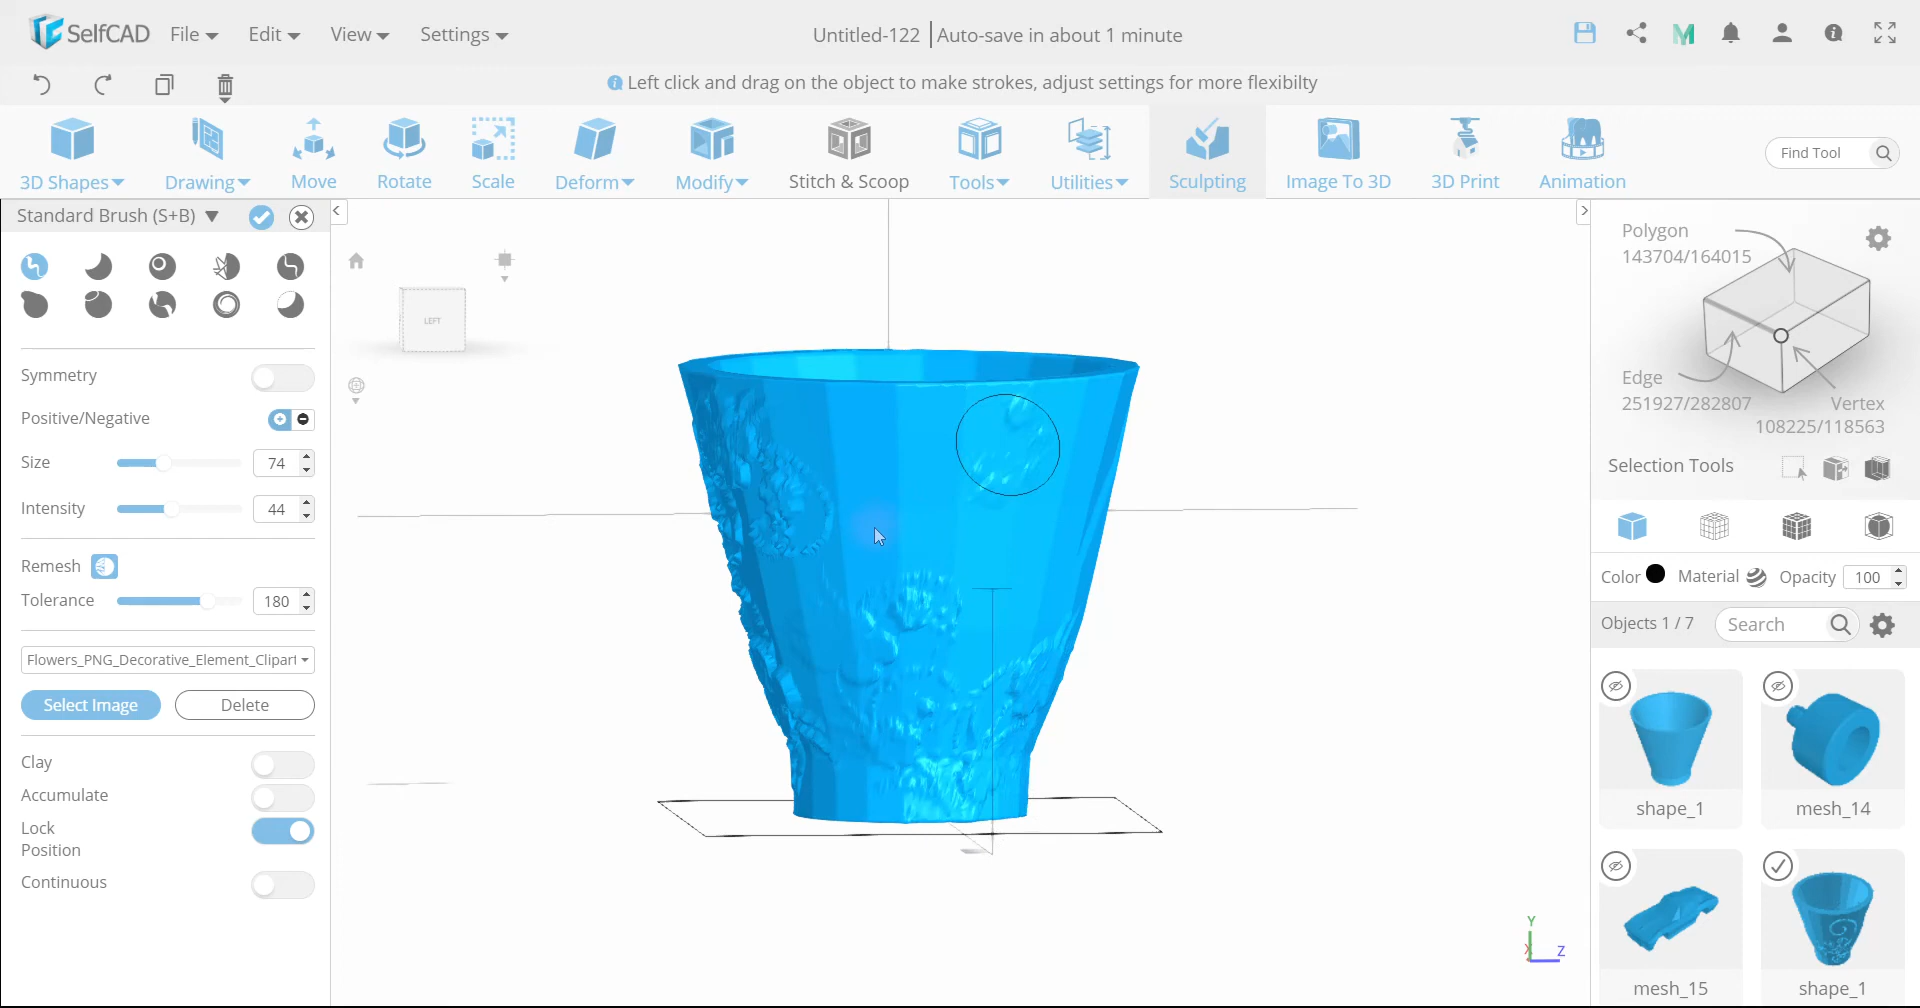 SelfCAD
File
Edit
View
Settings
Untitled-122
Auto-save in about 1 minute
Left click and drag on the object to make strokes, adjust settings for more flexibilty
3D Shapes
Drawing
Move
Rotate
Scale
Deform
Modify
Stitch & Scoop
Tools
Utilities
Sculpting
Image To 3D
3D Print
Animation
Find Tool
Standard Brush (S+B)
Symmetry
Positive/Negative
Size
74
Intensity
44
Remesh
Tolerance
180
Flowers_PNG_Decorative_Element_Clipart
Select Image
Delete
Clay
Accumulate
Lock
Position
Continuous
LEFT
Y
X
Z
Polygon
143704/164015
Edge
251927/282807
Vertex
108225/118563
Selection Tools
Color
Material
Opacity
100
Objects 1 / 7
Search
shape_1
mesh_14
mesh_15
shape_1